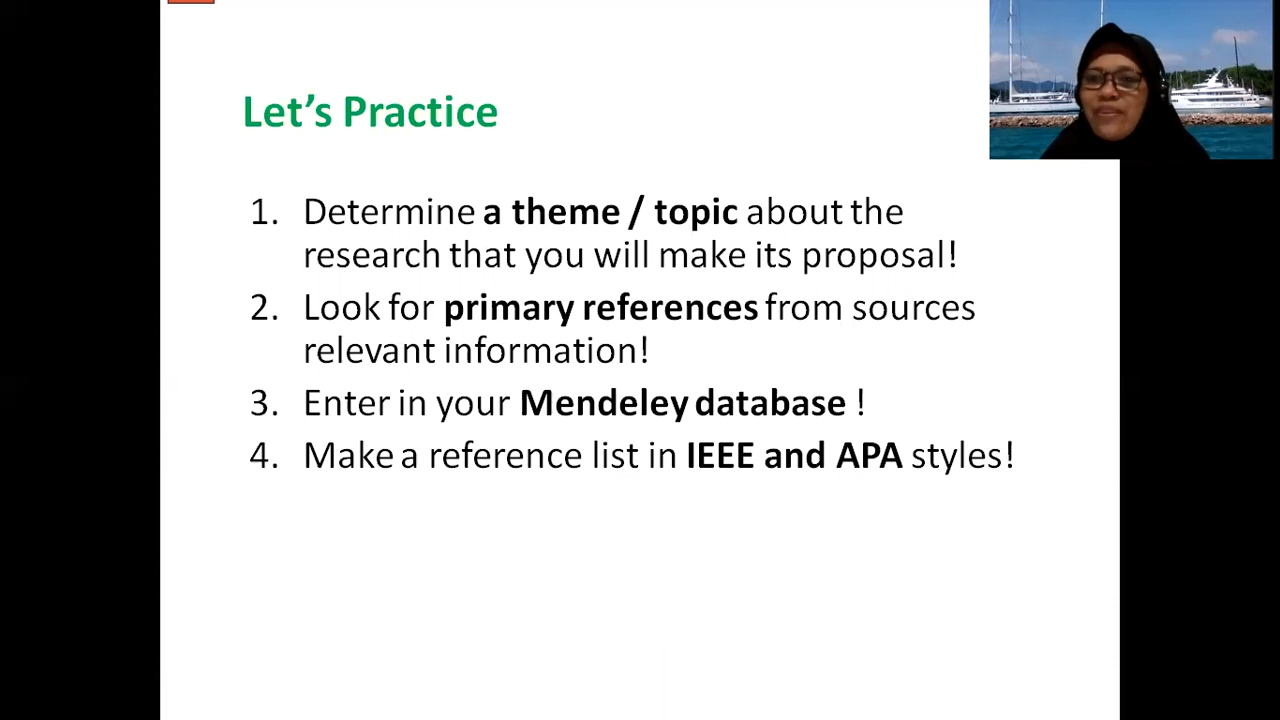 Let’s Practice
1. Determine a theme / topic about the
research that you will make its proposal!
2. Look for primary references from sources
relevant information!
3. Enter in your Mendeley database !
4. Make a reference list in IEEE and APA styles!